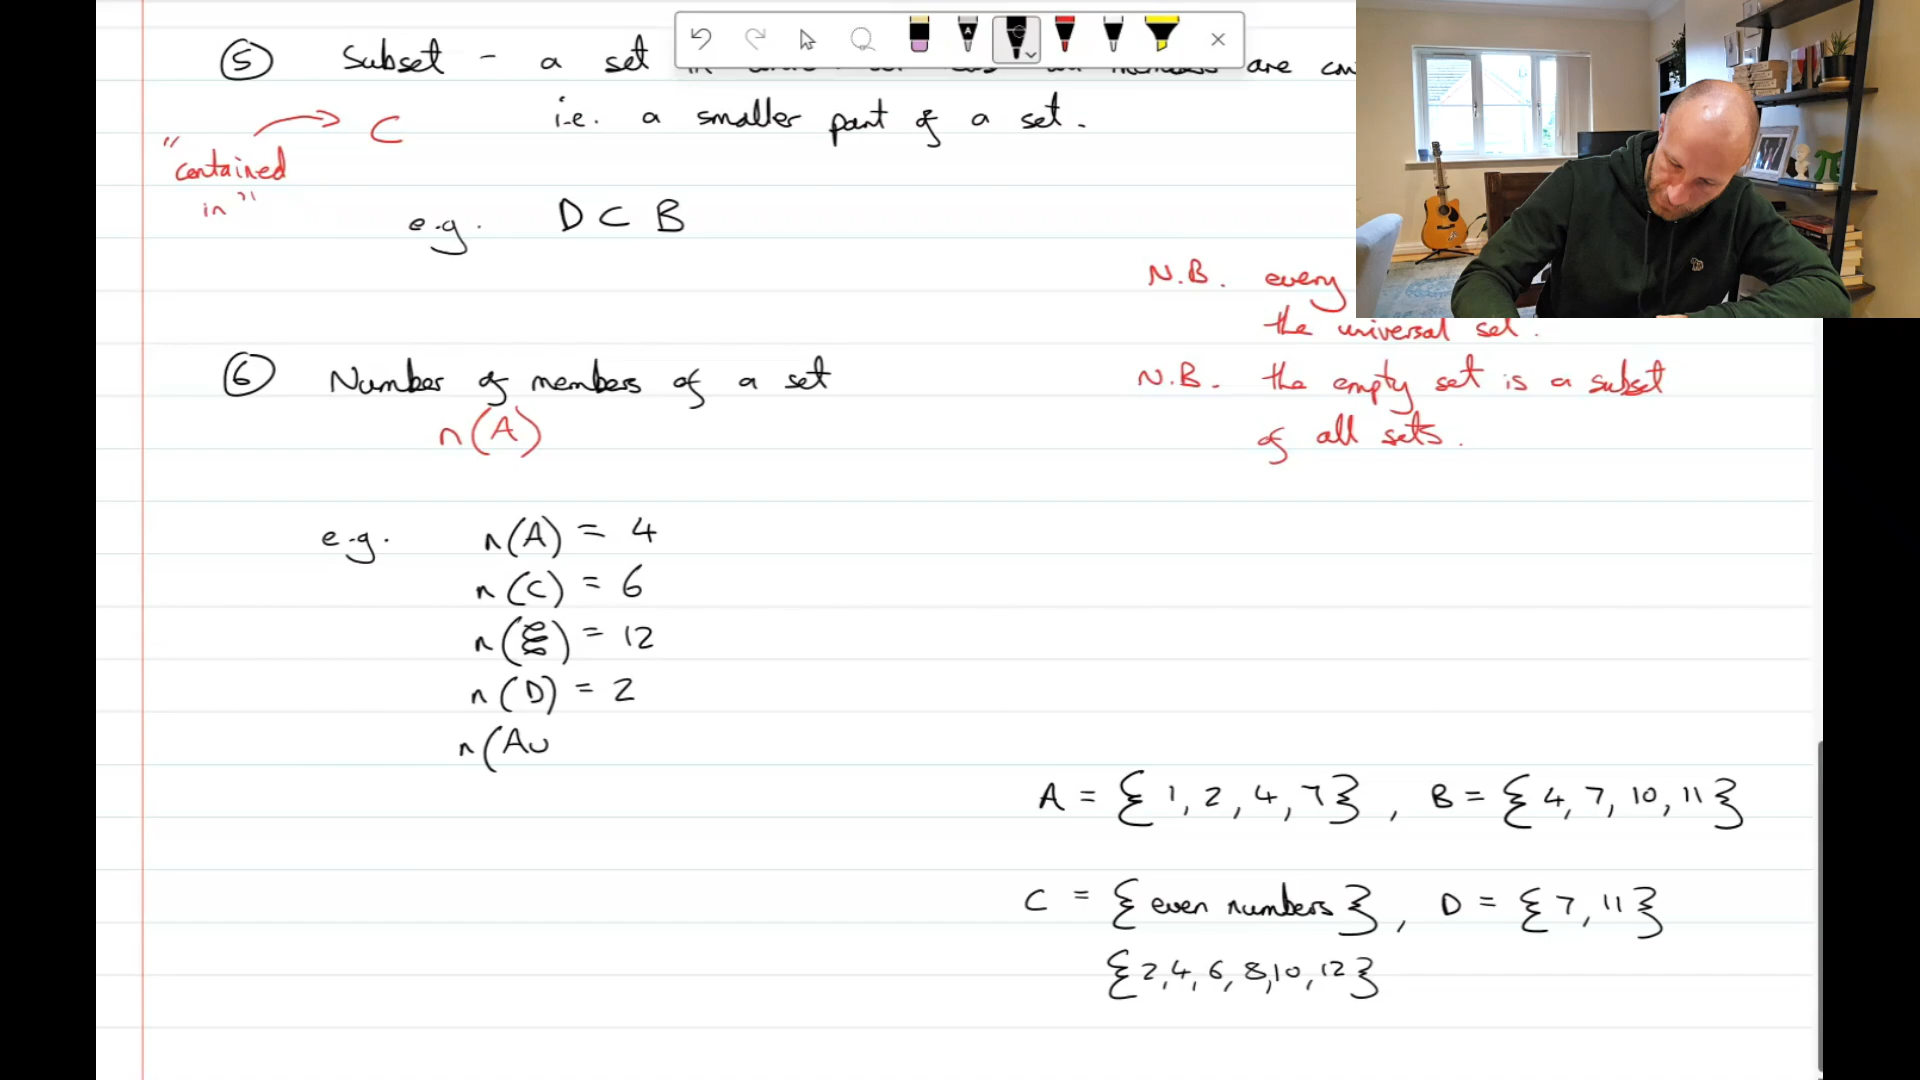 ⑤ Subset - a set are
i.e. a smaller part of a set.
"contained in" → ⊂
e.g. D ⊂ B
N.B. every
the universal set.
⑥ Number of members of a set
n(A)
N.B. the empty set is a subset
of all sets.
e.g. n(A) = 4
n(C) = 6
n(ξ) = 12
n(D) = 2
n(A∪
A = {1, 2, 4, 7}, B = {4, 7, 10, 11}
C = {even numbers}, D = {7, 11}
{2, 4, 6, 8, 10, 12}